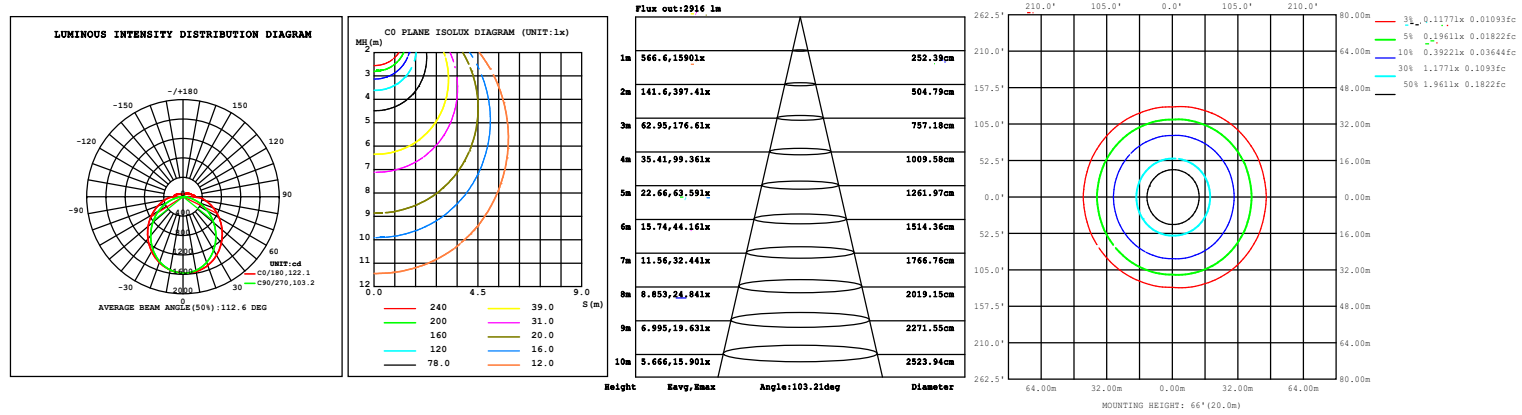 LUMINOUS INTENSITY DISTRIBUTION DIAGRAM
-/+180
-150 150
-120 120
-90 90
0
400
800
1200
1600
2000
60
-30 30
0
UNIT:cd
C0/180,122.1
C90/270,103.2
AVERAGE BEAM ANGLE(50%):112.6 DEG
C0 PLANE ISOLUX DIAGRAM (UNIT:lx)
MH(m)
2
3
4
5
6
7
8
9
10
11
12
0.0 4.5 9.0
S(m)
240 39.0
200 31.0
160 20.0
120 16.0
78.0 12.0
Flux out:2916 lm
1m 566.6,1590lx 252.39cm
2m 141.6,397.4lx 504.79cm
3m 62.95,176.6lx 757.18cm
4m 35.41,99.36lx 1009.58cm
5m 22.66,63.59lx 1261.97cm
6m 15.74,44.16lx 1514.36cm
7m 11.56,32.44lx 1766.76cm
8m 8.853,24.84lx 2019.15cm
9m 6.995,19.63lx 2271.55cm
10m 5.666,15.90lx 2523.94cm
Height Eavg,Emax Angle:103.21deg Diameter
210.0' 105.0' 0.0' 105.0' 210.0'
262.5' 80.00m
210.0' 64.00m
157.5' 48.00m
105.0' 32.00m
52.5' 16.00m
0.0' 0.00m
52.5' 16.00m
105.0' 32.00m
157.5' 48.00m
210.0' 64.00m
262.5' 80.00m
64.00m 32.00m 0.00m 32.00m 64.00m
MOUNTING HEIGHT: 66'(20.0m)
3% 0.1177lx 0.01093fc
5% 0.1961lx 0.01822fc
10% 0.3922lx 0.03644fc
30% 1.177lx 0.1093fc
50% 1.961lx 0.1822fc